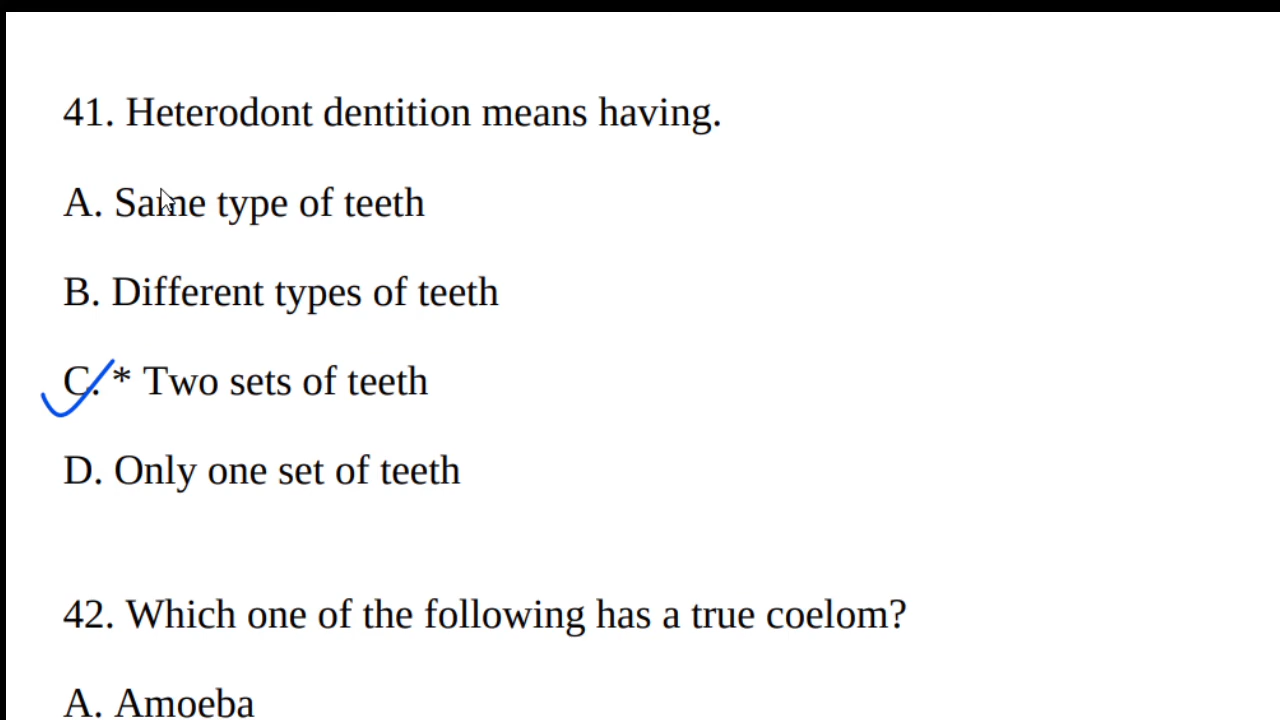 41. Heterodont dentition means having.
A. Same type of teeth
B. Different types of teeth
C. * Two sets of teeth
D. Only one set of teeth
42. Which one of the following has a true coelom?
A. Amoeba